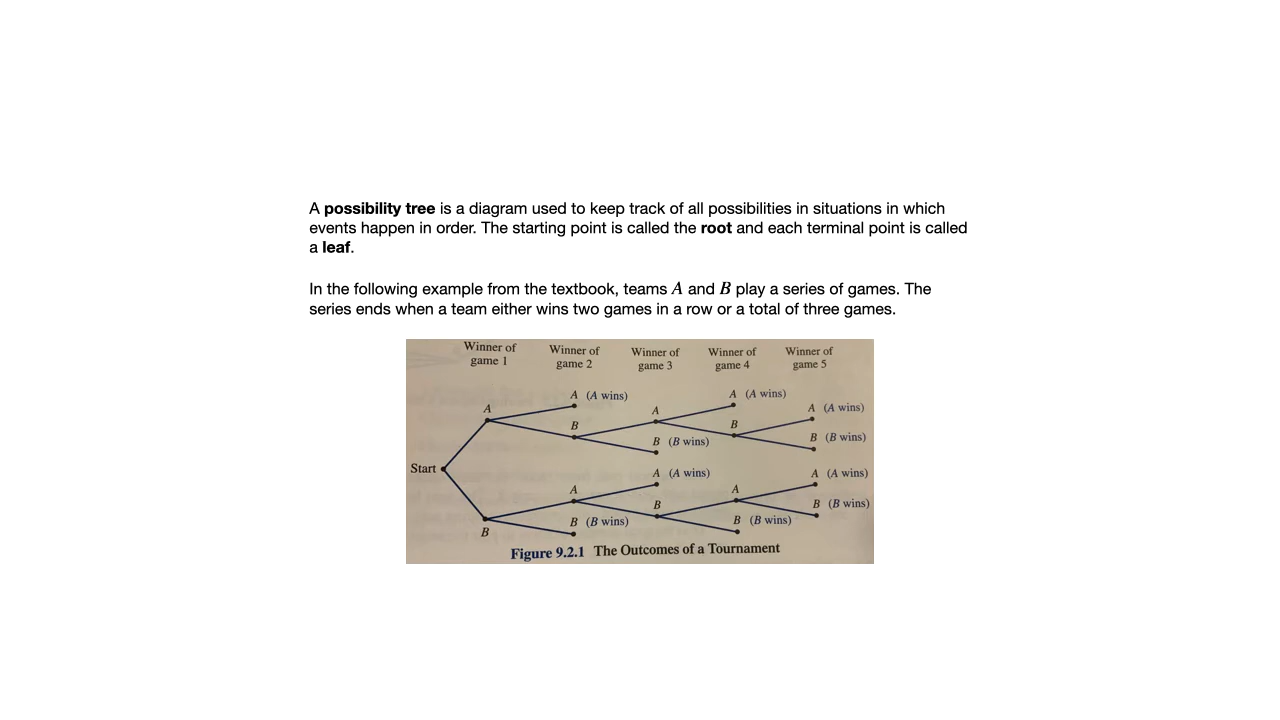 A possibility tree is a diagram used to keep track of all possibilities in situations in which
events happen in order. The starting point is called the root and each terminal point is called
a leaf.
In the following example from the textbook, teams A and B play a series of games. The
series ends when a team either wins two games in a row or a total of three games.
Winner of game 1
Winner of game 2
Winner of game 3
Winner of game 4
Winner of game 5
A
A (A wins)
B
A
B (B wins)
A (A wins)
B
A (A wins)
B (B wins)
Start
B
A
B (B wins)
A (A wins)
B
A
B (B wins)
A (A wins)
B (B wins)
Figure 9.2.1 The Outcomes of a Tournament